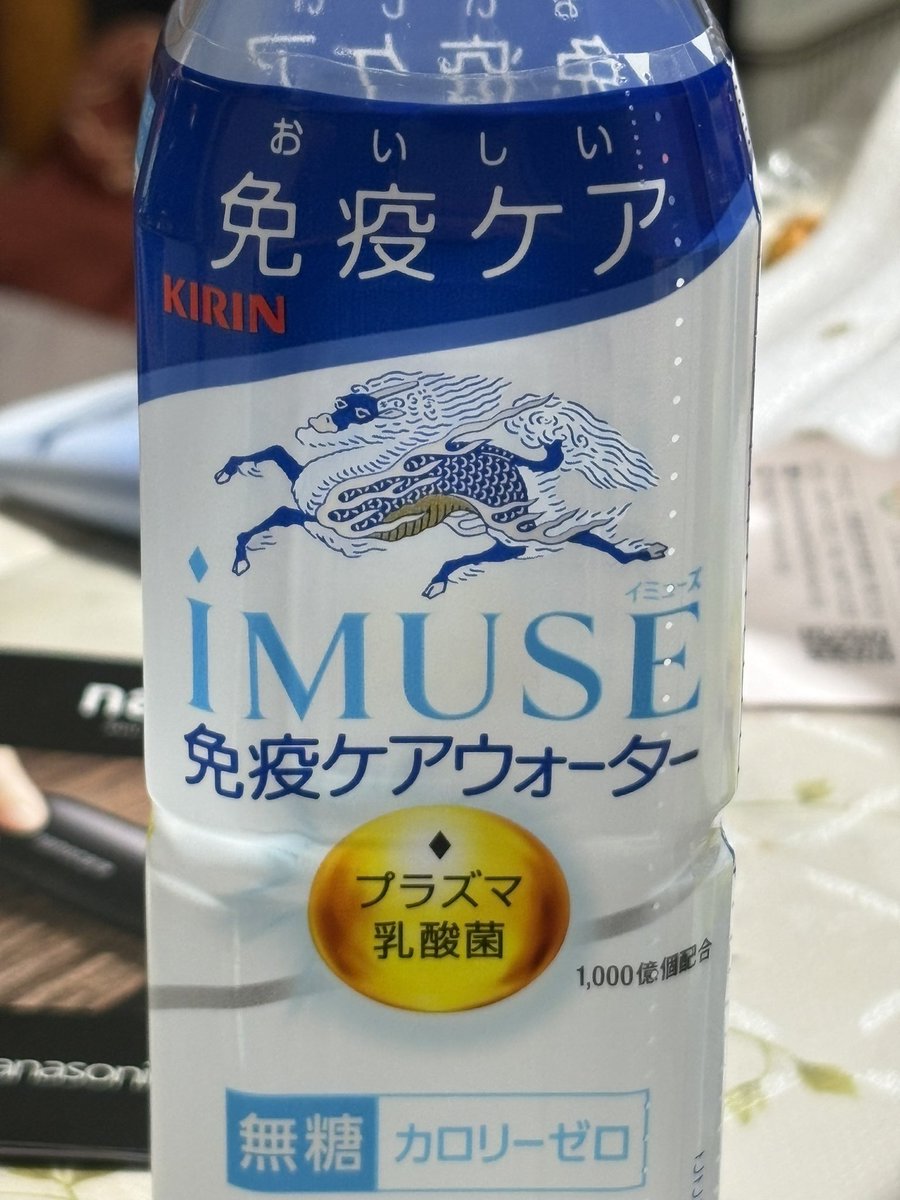 おいしい
免疫ケア
KIRIN
イミューズ
iMUSE
免疫ケアウォーター
プラズマ
乳酸菌
1,000億個配合
無糖 カロリーゼロ